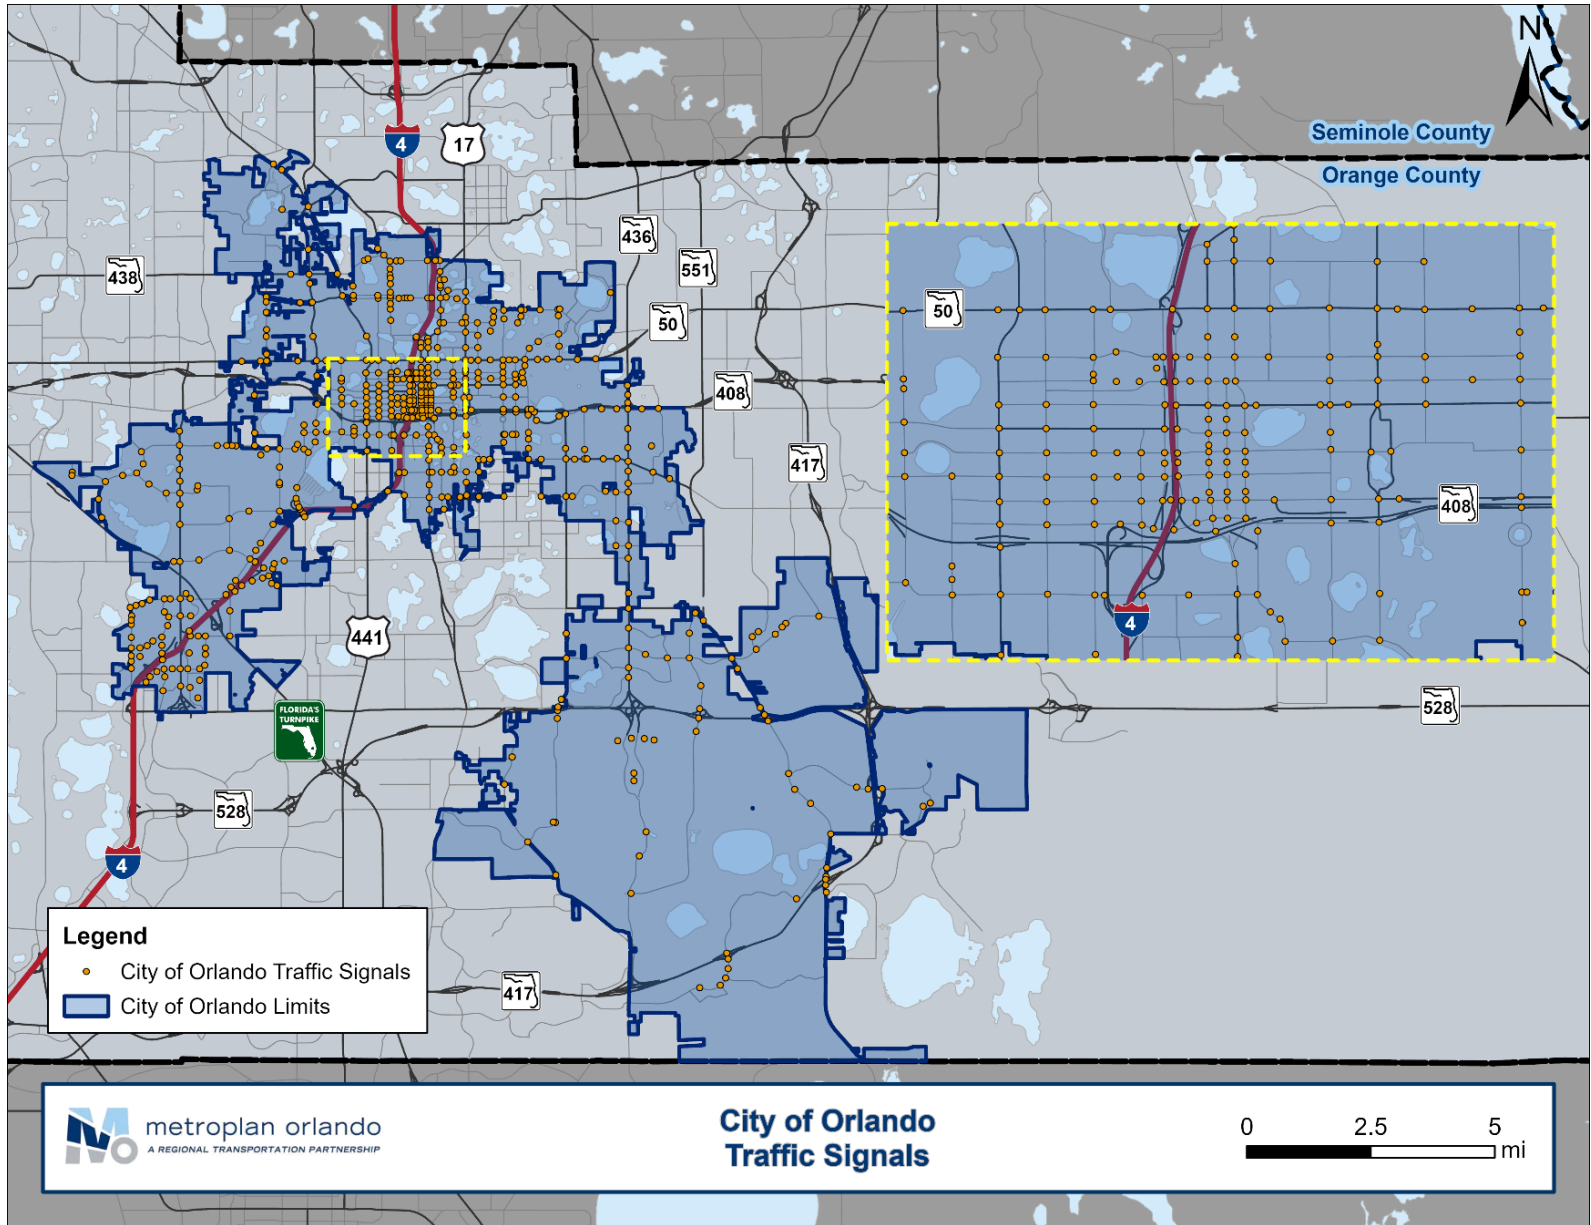 N
Seminole County
Orange County
4
17
436
438
551
50
50
408
417
408
4
441
FLORIDA'S
TURNPIKE
528
528
4
417
Legend
City of Orlando Traffic Signals
City of Orlando Limits
metroplan orlando
A REGIONAL TRANSPORTATION PARTNERSHIP
City of Orlando
Traffic Signals
0 2.5 5
mi